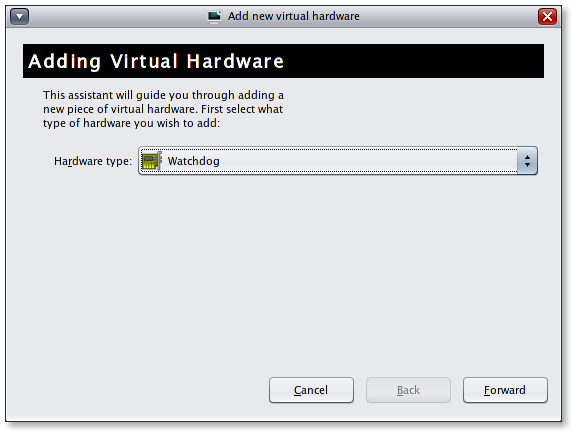 Add new virtual hardware
Adding Virtual Hardware
This assistant will guide you through adding a
new piece of virtual hardware. First select what
type of hardware you wish to add:
Hardware type: Watchdog
Cancel Back Forward